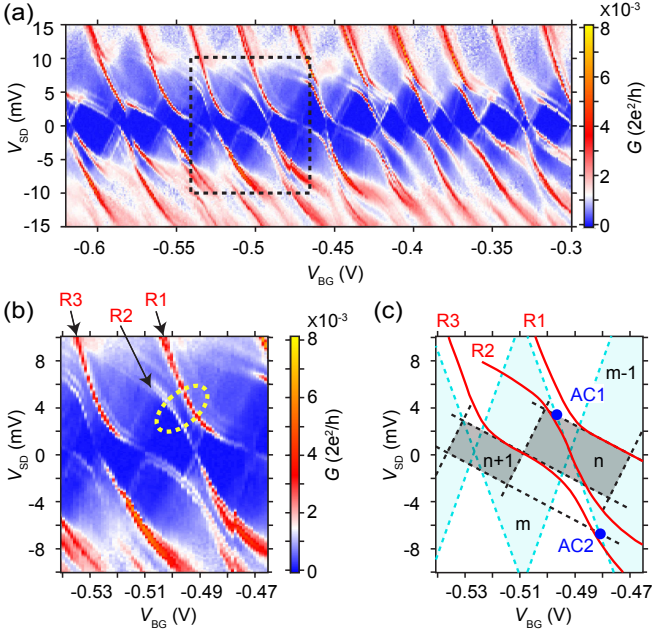 (a)
15
10
5
0
-5
-10
-15
V_SD (mV)
-0.6
-0.55
-0.5
-0.45
-0.4
-0.35
-0.3
V_BG (V)
x10⁻³
8
6
4
2
0
G (2e²/h)
(b)
R3
R2
R1
8
4
0
-4
-8
V_SD (mV)
-0.53
-0.51
-0.49
-0.47
V_BG (V)
x10⁻³
8
6
4
2
0
G (2e²/h)
(c)
R3
R1
R2
AC1
m-1
n+1
n
m
AC2
8
4
0
-4
-8
V_SD (mV)
-0.53
-0.51
-0.49
-0.47
V_BG (V)